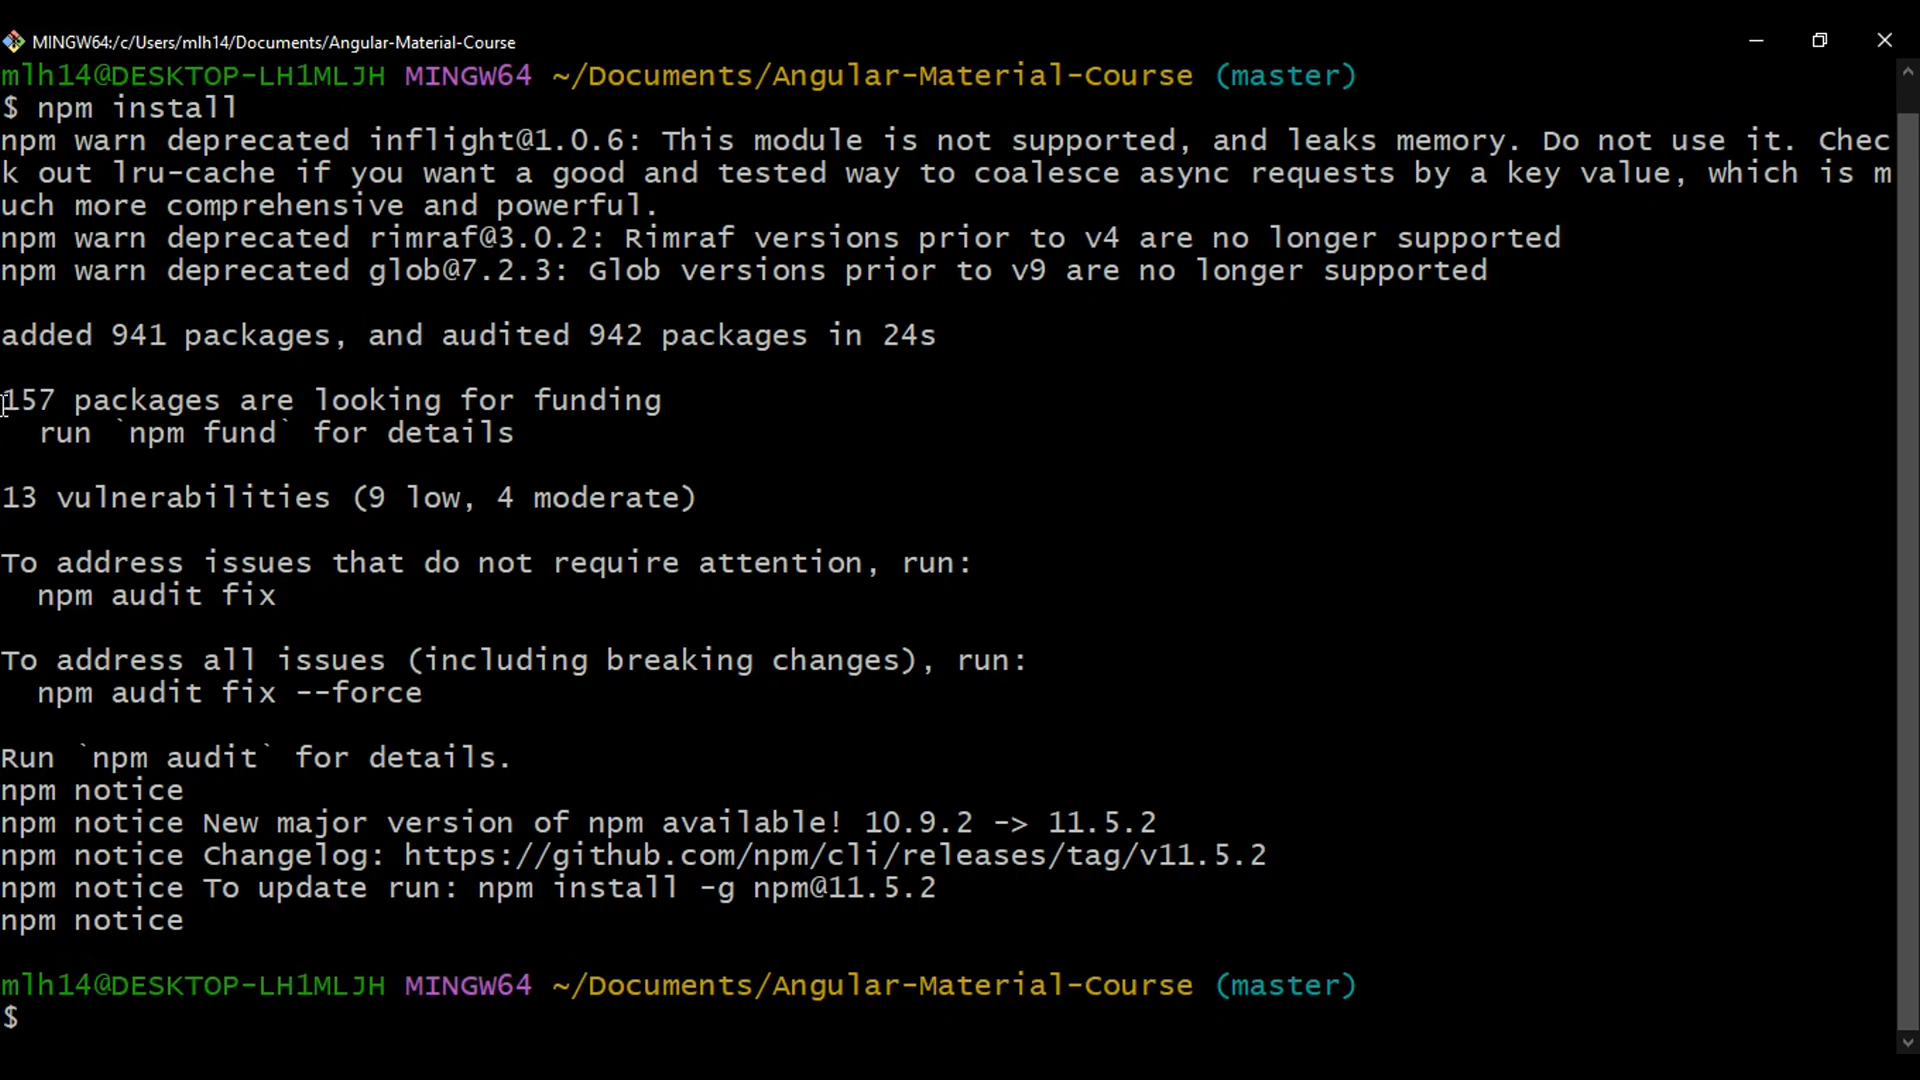 MINGW64:/c/Users/mlh14/Documents/Angular-Material-Course
mlh14@DESKTOP-LH1MLJH MINGW64 ~/Documents/Angular-Material-Course (master)
$ npm install
npm warn deprecated inflight@1.0.6: This module is not supported, and leaks memory. Do not use it. Chec
k out lru-cache if you want a good and tested way to coalesce async requests by a key value, which is m
uch more comprehensive and powerful.
npm warn deprecated rimraf@3.0.2: Rimraf versions prior to v4 are no longer supported
npm warn deprecated glob@7.2.3: Glob versions prior to v9 are no longer supported
added 941 packages, and audited 942 packages in 24s
157 packages are looking for funding
  run `npm fund` for details
13 vulnerabilities (9 low, 4 moderate)
To address issues that do not require attention, run:
  npm audit fix
To address all issues (including breaking changes), run:
  npm audit fix --force
Run `npm audit` for details.
npm notice
npm notice New major version of npm available! 10.9.2 -> 11.5.2
npm notice Changelog: https://github.com/npm/cli/releases/tag/v11.5.2
npm notice To update run: npm install -g npm@11.5.2
npm notice
mlh14@DESKTOP-LH1MLJH MINGW64 ~/Documents/Angular-Material-Course (master)
$